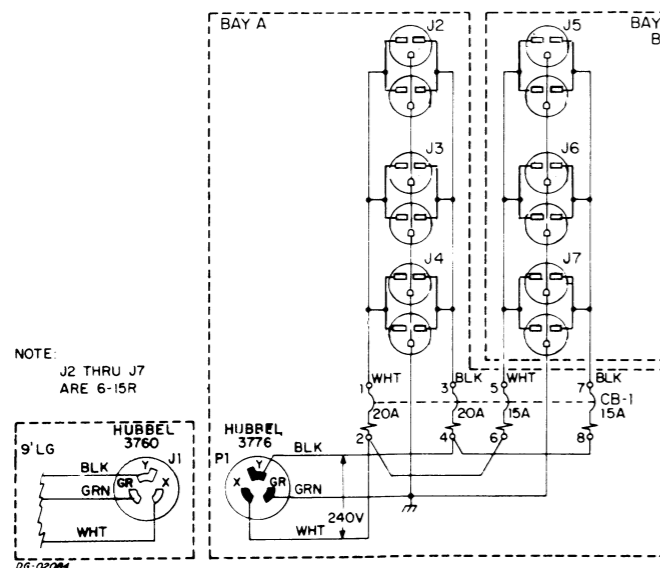 BAY A
BAY
B
J2
J5
J3
J6
J4
J7
NOTE:
J2 THRU J7
ARE 6-15R
1 WHT 3 BLK 5 WHT 7 BLK
CB-1
20A 20A 15A 15A
2 4 6 8
9' LG
HUBBEL
3760
J1
BLK
Y
GR
X
GRN
WHT
HUBBEL
3776
P1
BLK
Y
X
GR
GRN
240V
WHT
DG-02084